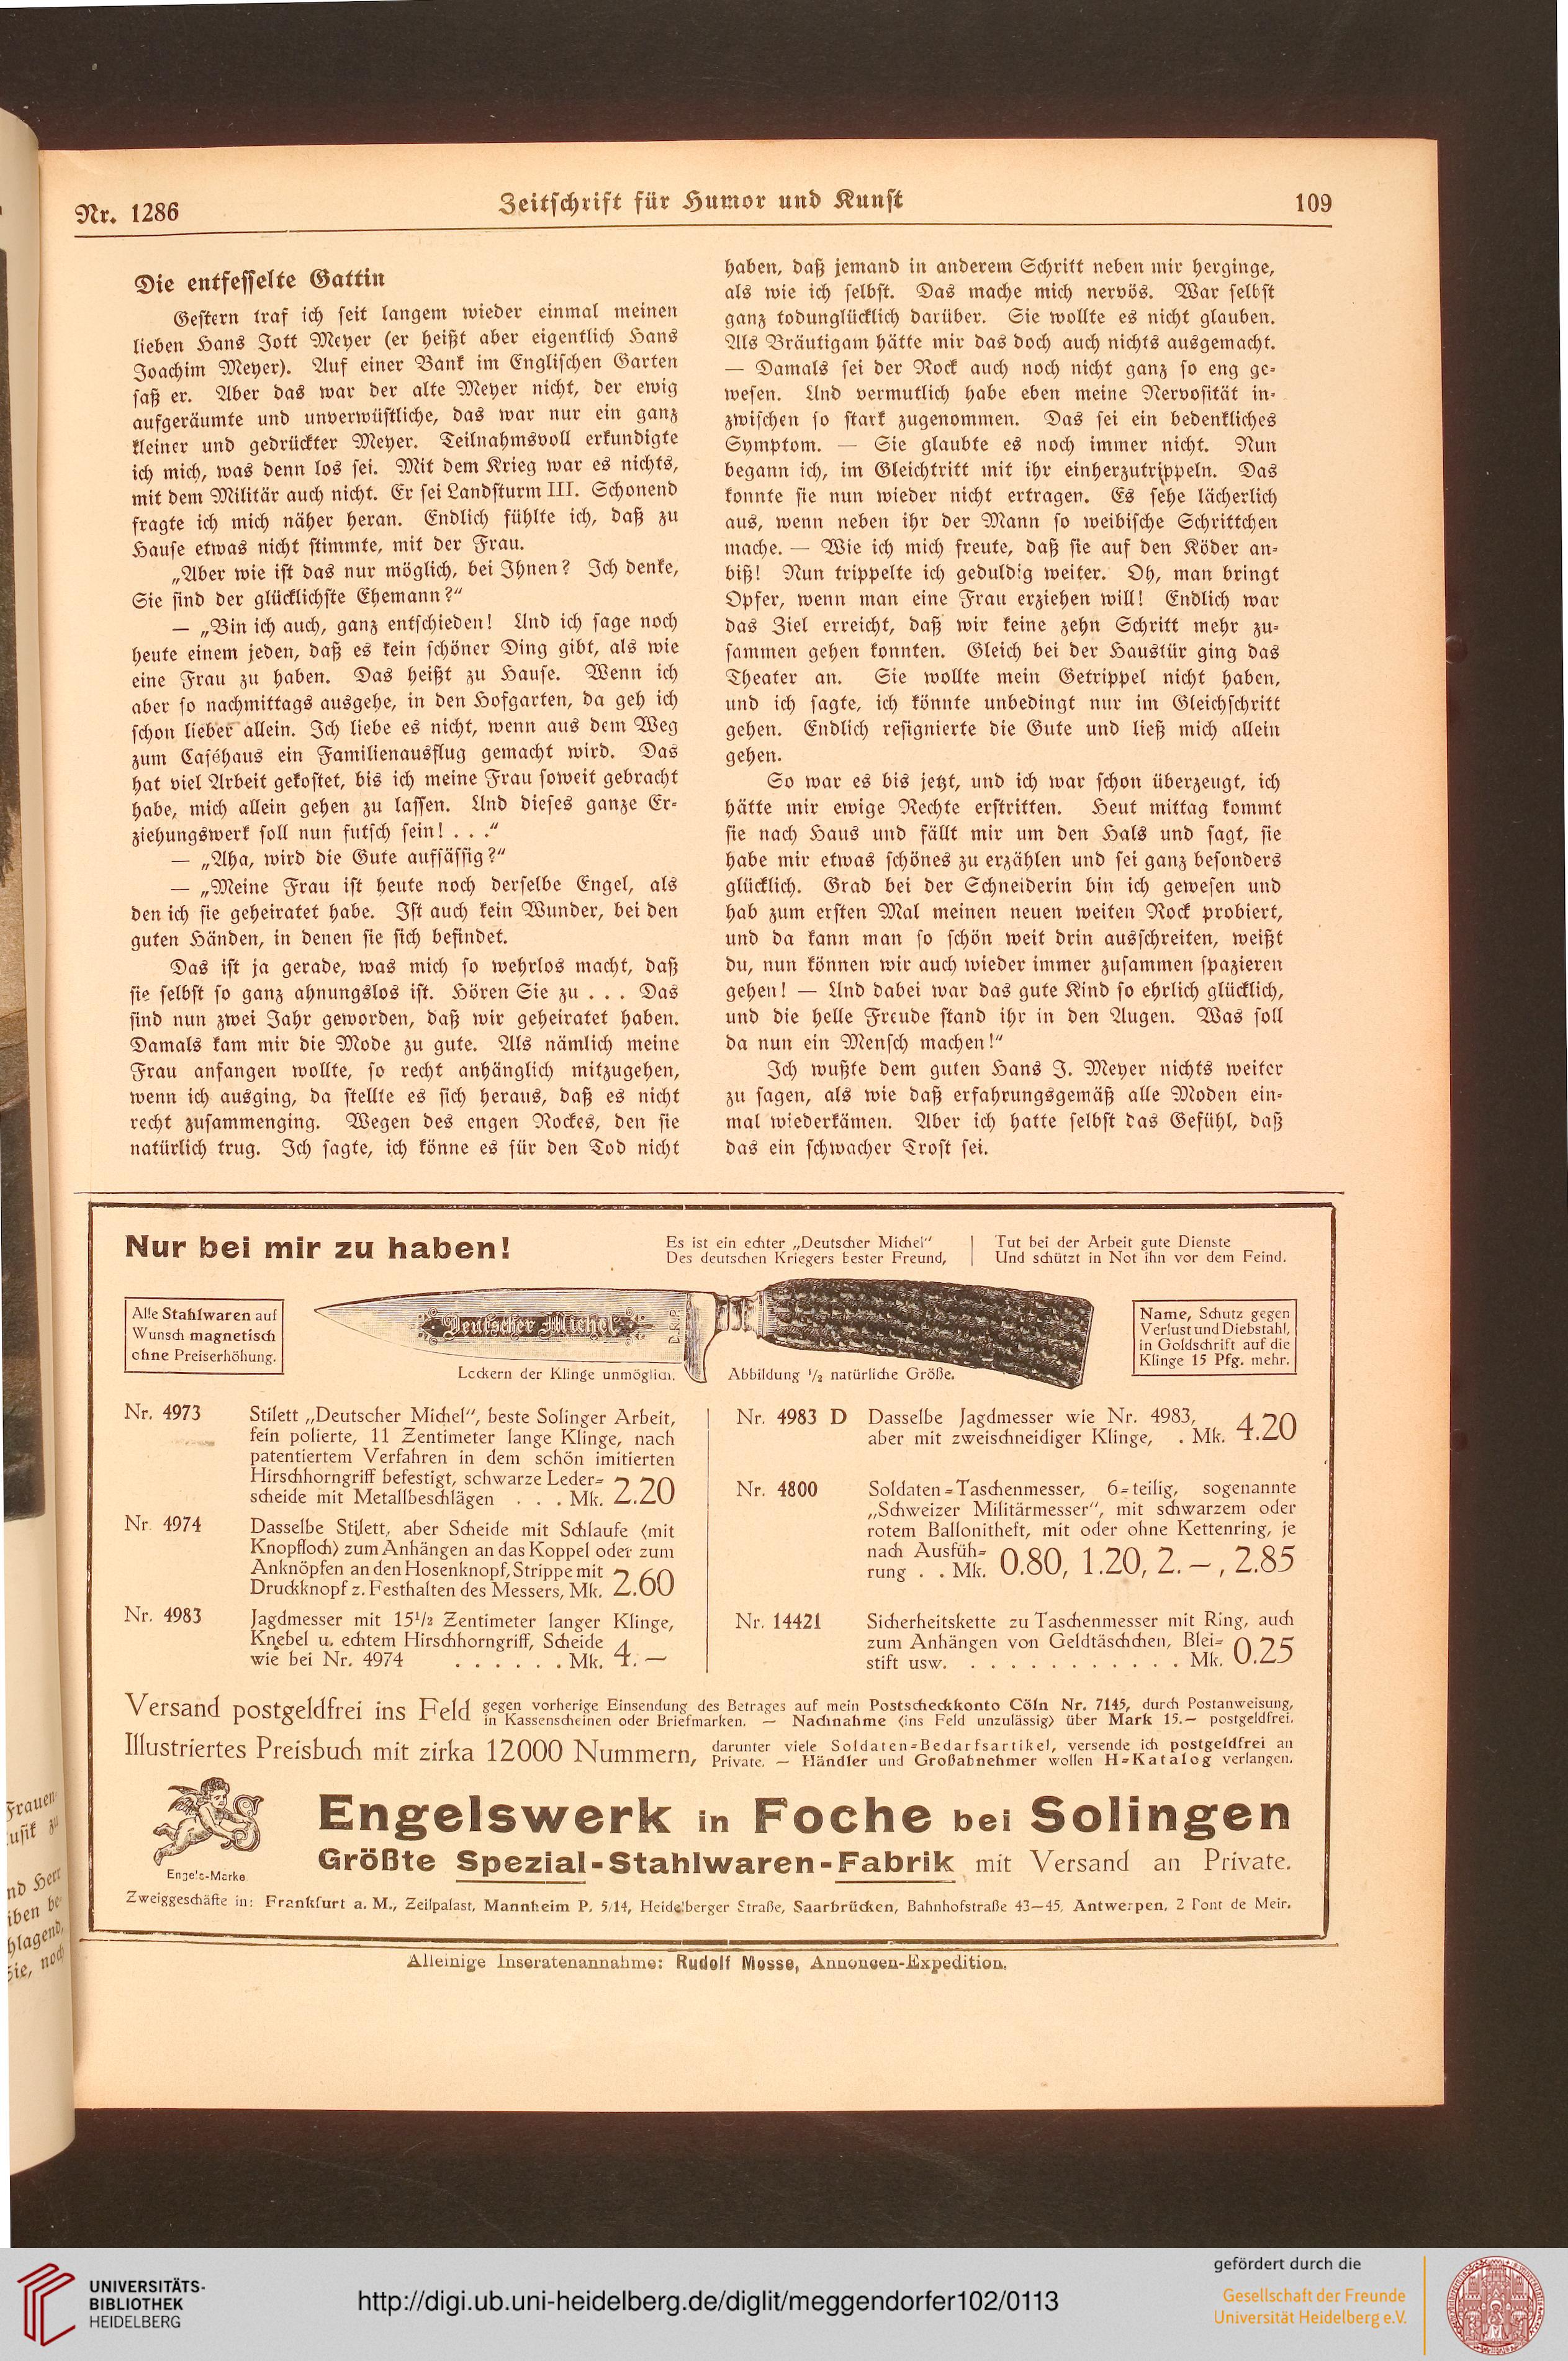 Nr. 1286
Zeitschrift für Humor und Kunst
109
Die entfesselte Gattin
Gestern traf ich seit langem wieder einmal meinen
lieben Hans Jott Meyer (er heißt aber eigentlich Hans
Joachim Meyer). Auf einer Bank im Englischen Garten
saß er. Aber das war der alte Meyer nicht, der ewig
aufgeräumte und unverwüstliche, das war nur ein ganz
kleiner und gedrückter Meyer. Teilnahmsvoll erkundigte
ich mich, was denn los sei. Mit dem Krieg war es nichts,
mit dem Militär auch nicht. Er sei Landsturm III. Schonend
fragte ich mich näher heran. Endlich fühlte ich, daß zu
Hause etwas nicht stimmte, mit der Frau.
„Aber wie ist das nur möglich, bei Ihnen? Ich denke,
Sie sind der glücklichste Ehemann?“
— „Bin ich auch, ganz entschieden! Und ich sage noch
heute einem jeden, daß es kein schöner Ding gibt, als wie
eine Frau zu haben. Das heißt zu Hause. Wenn ich
aber so nachmittags ausgehe, in den Hofgarten, da geh ich
schon lieber allein. Ich liebe es nicht, wenn aus dem Weg
zum Caféhaus ein Familienausflug gemacht wird. Das
hat viel Arbeit gekostet, bis ich meine Frau soweit gebracht
habe, mich allein gehen zu lassen. Und dieses ganze Er-
ziehungswerk soll nun futsch sein! . . .“
— „Aha, wird die Gute aufsässig?“
— „Meine Frau ist heute noch derselbe Engel, als
den ich sie geheiratet habe. Ist auch kein Wunder, bei den
guten Händen, in denen sie sich befindet.
Das ist ja gerade, was mich so wehrlos macht, daß
sie selbst so ganz ahnungslos ist. Hören Sie zu . . . Das
sind nun zwei Jahr geworden, daß wir geheiratet haben.
Damals kam mir die Mode zu gute. Als nämlich meine
Frau anfangen wollte, so recht anhänglich mitzugehen,
wenn ich ausging, da stellte es sich heraus, daß es nicht
recht zusammenging. Wegen des engen Rockes, den sie
natürlich trug. Ich sagte, ich könne es für den Tod nicht
haben, daß jemand in anderem Schritt neben mir herginge,
als wie ich selbst. Das mache mich nervös. War selbst
ganz todunglücklich darüber. Sie wollte es nicht glauben.
Als Bräutigam hätte mir das doch auch nichts ausgemacht.
— Damals sei der Rock auch noch nicht ganz so eng ge-
wesen. Und vermutlich habe eben meine Nervosität in-
zwischen so stark zugenommen. Das sei ein bedenkliches
Symptom. — Sie glaubte es noch immer nicht. Nun
begann ich, im Gleichtritt mit ihr einherzutrippeln. Das
konnte sie nun wieder nicht ertragen. Es sehe lächerlich
aus, wenn neben ihr der Mann so weibische Schrittchen
mache. — Wie ich mich freute, daß sie auf den Köder an-
biß! Nun trippelte ich geduldig weiter. Oh, man bringt
Opfer, wenn man eine Frau erziehen will! Endlich war
das Ziel erreicht, daß wir keine zehn Schritt mehr zu-
sammen gehen konnten. Gleich bei der Haustür ging das
Theater an. Sie wollte mein Getrippel nicht haben,
und ich sagte, ich könnte unbedingt nur im Gleichschritt
gehen. Endlich resignierte die Gute und ließ mich allein
gehen.
So war es bis jetzt, und ich war schon überzeugt, ich
hätte mir ewige Rechte erstritten. Heut mittag kommt
sie nach Haus und fällt mir um den Hals und sagt, sie
habe mir etwas schönes zu erzählen und sei ganz besonders
glücklich. Grad bei der Schneiderin bin ich gewesen und
hab zum ersten Mal meinen neuen weiten Rock probiert,
und da kann man so schön weit drin ausschreiten, weißt
du, nun können wir auch wieder immer zusammen spazieren
gehen! — Und dabei war das gute Kind so ehrlich glücklich,
und die helle Freude stand ihr in den Augen. Was soll
da nun ein Mensch machen!“
Ich wußte dem guten Hans J. Meyer nichts weiter
zu sagen, als wie daß erfahrungsgemäß alle Moden ein-
mal wiederkämen. Aber ich hatte selbst das Gefühl, daß
das ein schwacher Trost sei.
Nur bei mir zu haben!
Es ist ein echter „Deutscher Michel“
Des deutschen Kriegers bester Freund,
Tut bei der Arbeit gute Dienste
Und schützt in Not ihn vor dem Feind.
Alle Stahlwaren auf
Wunsch magnetisch
ohne Preiserhöhung.
Deutscher Michel
D.R.P.
Name, Schutz gegen
Verlust und Diebstahl,
in Goldschrift auf die
Klinge 15 Pfg. mehr.
Lockern der Klinge unmöglich.
Abbildung 1/2 natürliche Größe.
Nr. 4973 Stilett „Deutscher Michel“, beste Solinger Arbeit,
fein polierte, 11 Zentimeter lange Klinge, nach
patentiertem Verfahren in dem schön imitierten
Hirschhorngriff befestigt, schwarze Leder-
scheide mit Metallbeschlägen . . . Mk. 2.20
Nr. 4974 Dasselbe Stilett, aber Scheide mit Schlaufe (mit
Knopfloch) zum Anhängen an das Koppel oder zum
Anknöpfen an den Hosenknopf, Strippe mit
Druckknopf z. Festhalten des Messers, Mk. 2.60
Nr. 4983 Jagdmesser mit 15 1/2 Zentimeter langer Klinge,
Knebel u. echtem Hirschhorngriff, Scheide
wie bei Nr. 4974 . . . . . . Mk. 4. —
Nr. 4983 D Dasselbe Jagdmesser wie Nr. 4983,
aber mit zweischneidiger Klinge, . Mk. 4.20
Nr. 4800 Soldaten-Taschenmesser, 6-teilig, sogenannte
„Schweizer Militärmesser“, mit schwarzem oder
rotem Ballonitheft, mit oder ohne Kettenring, je
nach Ausfüh-
rung . . Mk. 0.80, 1.20, 2. — , 2.85
Nr. 14421 Sicherheitskette zu Taschenmesser mit Ring, auch
zum Anhängen von Geldtäschchen, Blei-
stift usw. . . . . . . . . . . . Mk. 0.25
Versand postgeldfrei ins Feld gegen vorherige Einsendung des Betrages auf mein Postscheckkonto Cöln Nr. 7145, durch Postanweisung,
in Kassenscheinen oder Briefmarken. — Nachnahme (ins Feld unzulässig) über Mark 15.— postgeldfrei.
Illustriertes Preisbuch mit zirka 12000 Nummern, darunter viele Soldaten-Bedarfsartikel, versende ich postgeldfrei an
Private. — Händler und Großabnehmer wollen H-Katalog verlangen.
Engels-Marke
Engelswerk in Foche bei Solingen
Größte Spezial-Stahlwaren-Fabrik mit Versand an Private.
Zweiggeschäfte in: Frankfurt a. M., Zeilpalast, Mannheim P. 5/14, Heidelberger Straße, Saarbrücken, Bahnhofstraße 43—45, Antwerpen, 2 Pont de Meir.
Alleinige Inseratenannahme: Rudolf Mosse, Annoncen-Expedition.
Frauen-
zu
nd Herr
hlagend,
Sie, noch
UNIVERSITÄTS-
BIBLIOTHEK
HEIDELBERG
http://digi.ub.uni-heidelberg.de/diglit/meggendorfer102/0113
gefördert durch die
Gesellschaft der Freunde
Universität Heidelberg e.V.